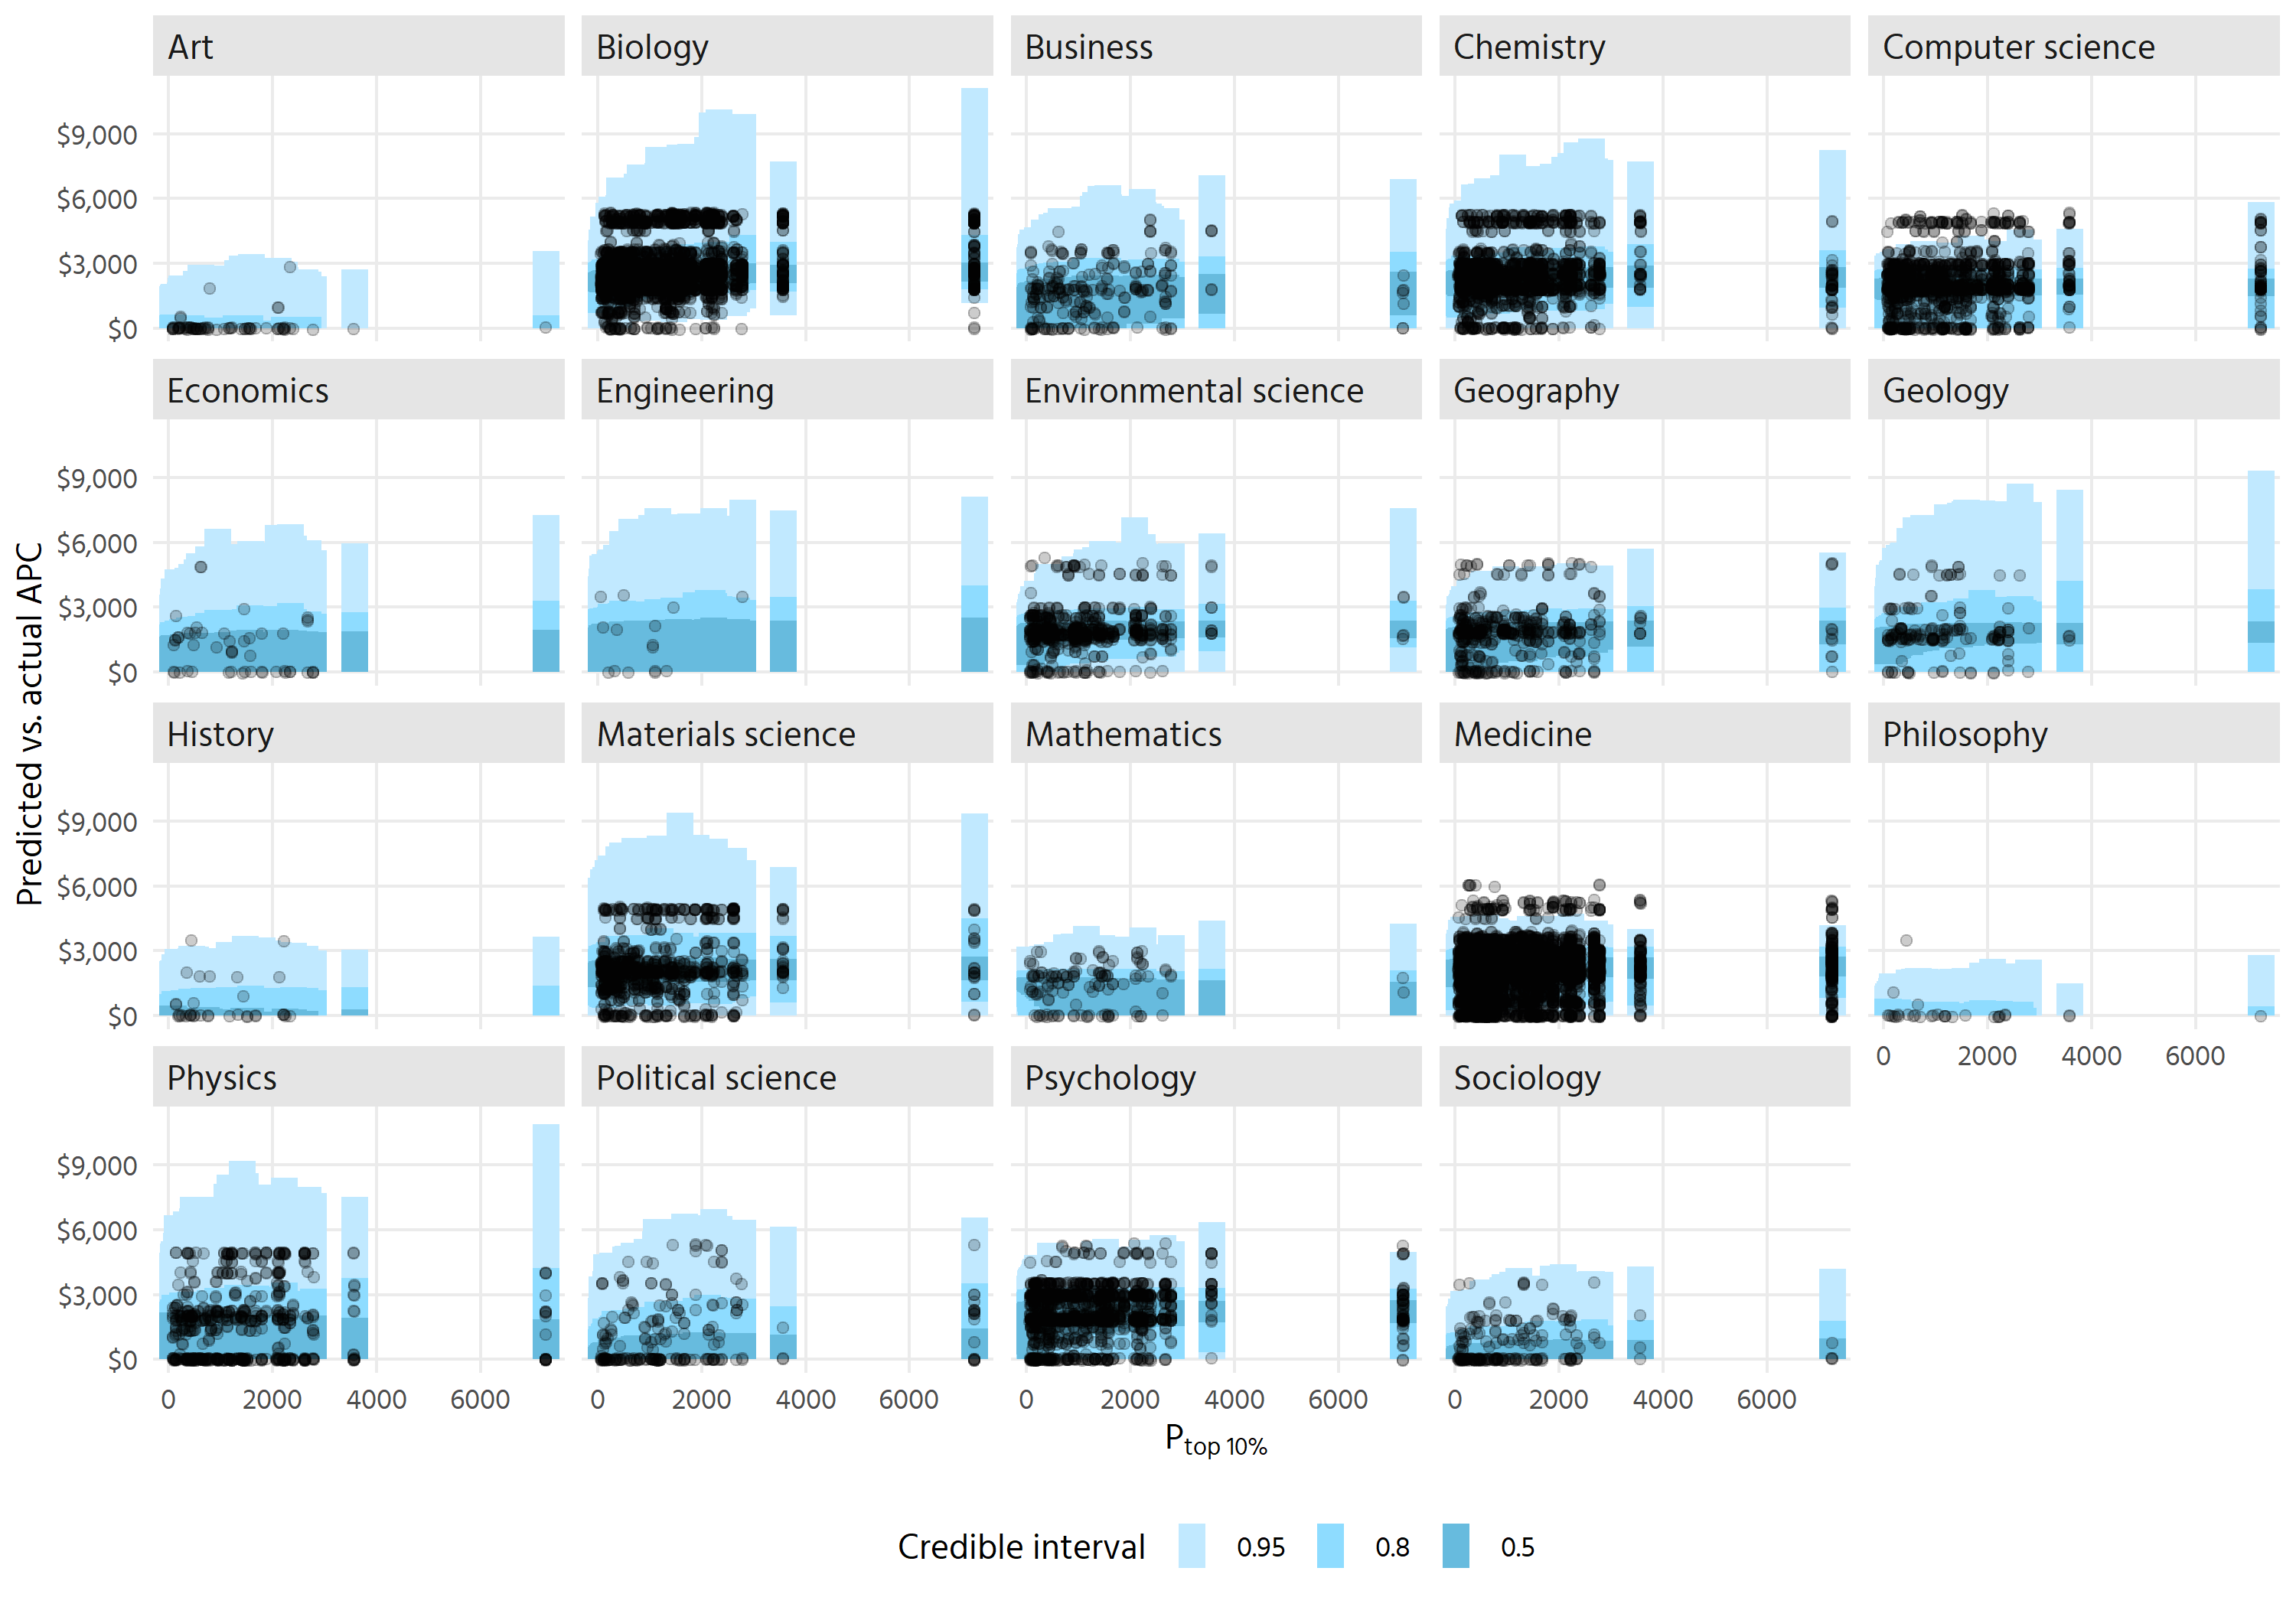 Art Biology Business Chemistry Computer science
$9,000
$6,000
$3,000
$0
Economics Engineering Environmental science Geography Geology
$9,000
$6,000
$3,000
$0
Predicted vs. actual APC
History Materials science Mathematics Medicine Philosophy
$9,000
$6,000
$3,000
$0
0 2000 4000 6000
Physics Political science Psychology Sociology
$9,000
$6,000
$3,000
$0
0 2000 4000 6000 0 2000 4000 6000 0 2000 4000 6000 0 2000 4000 6000
P top 10%
Credible interval 0.95 0.8 0.5